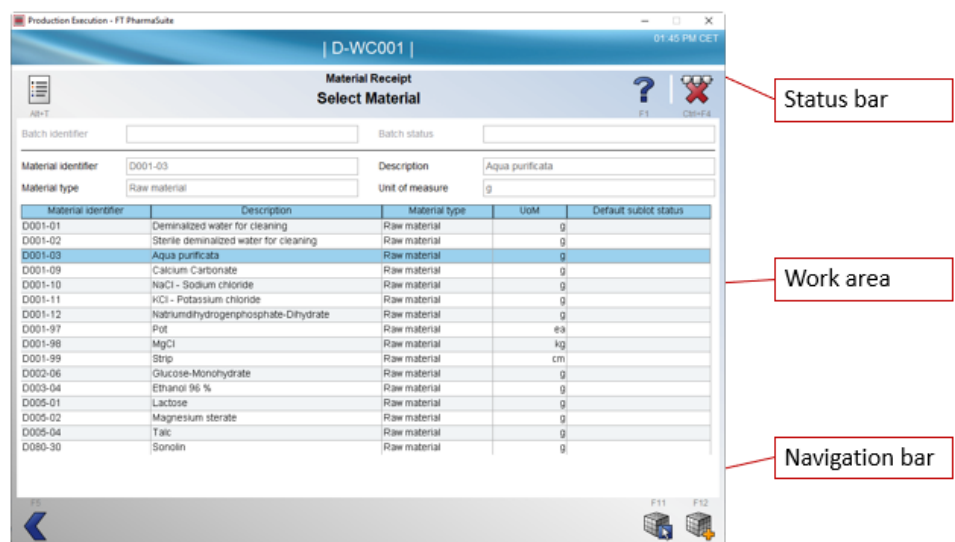 Production Execution - FT PharmaSuite
| D-WC001 |
01:45 PM CET
Material Receipt
Select Material
Alt+T
F1
Ctrl+F4
Status bar
Batch identifier
Batch status
Material identifier D001-03 Description Aqua purificata
Material type Raw material Unit of measure g
Material identifier Description Material type UoM Default sublot status
D001-01 Deminalized water for cleaning Raw material g
D001-02 Sterile deminalized water for cleaning Raw material g
D001-03 Aqua purificata Raw material g
D001-09 Calcium Carbonate Raw material g
Work area
D001-10 NaCl - Sodium chloride Raw material g
D001-11 KCl - Potassium chloride Raw material g
D001-12 Natriumdihydrogenphosphate-Dihydrate Raw material g
D001-97 Pot Raw material ea
D001-98 MgCl Raw material kg
D001-99 Strip Raw material cm
D002-06 Glucose-Monohydrate Raw material g
D003-04 Ethanol 96 % Raw material g
D005-01 Lactose Raw material g
D005-02 Magnesium sterate Raw material g
D005-04 Talc Raw material g
D080-30 Sonolin Raw material g
Navigation bar
F5
F11
F12